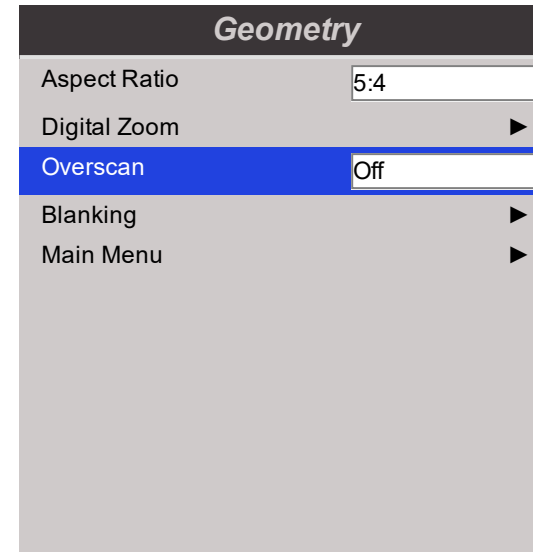 Geometry
Aspect Ratio 5:4
Digital Zoom ►
Overscan Off
Blanking ►
Main Menu ►